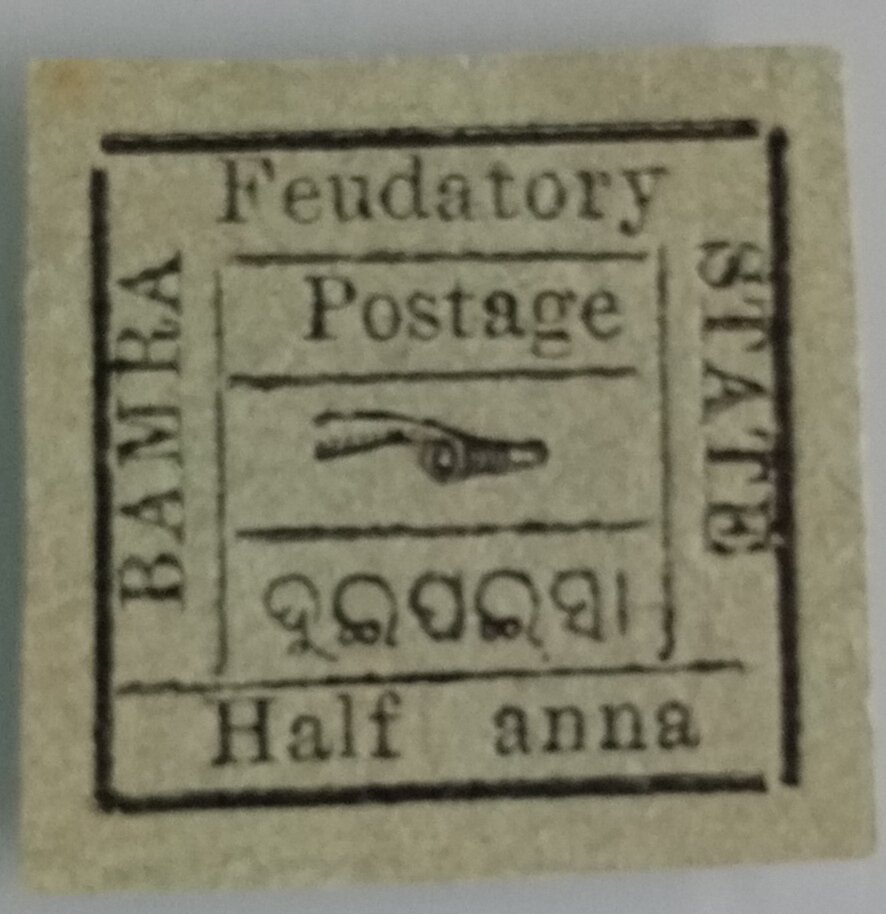 Feudatory
BAMRA
Postage
STATE
ଦୁଇପଇସା
Half anna